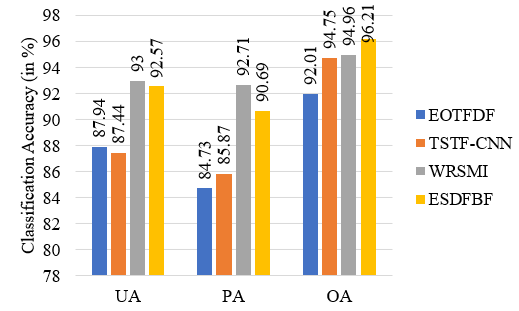 Classification Accuracy (in %)
98
96
94
92
90
88
86
84
82
80
78
87.94
87.44
93
92.57
84.73
85.87
92.71
90.69
92.01
94.75
94.96
96.21
UA
PA
OA
EOTFDF
TSTF-CNN
WRSMI
ESDFBF